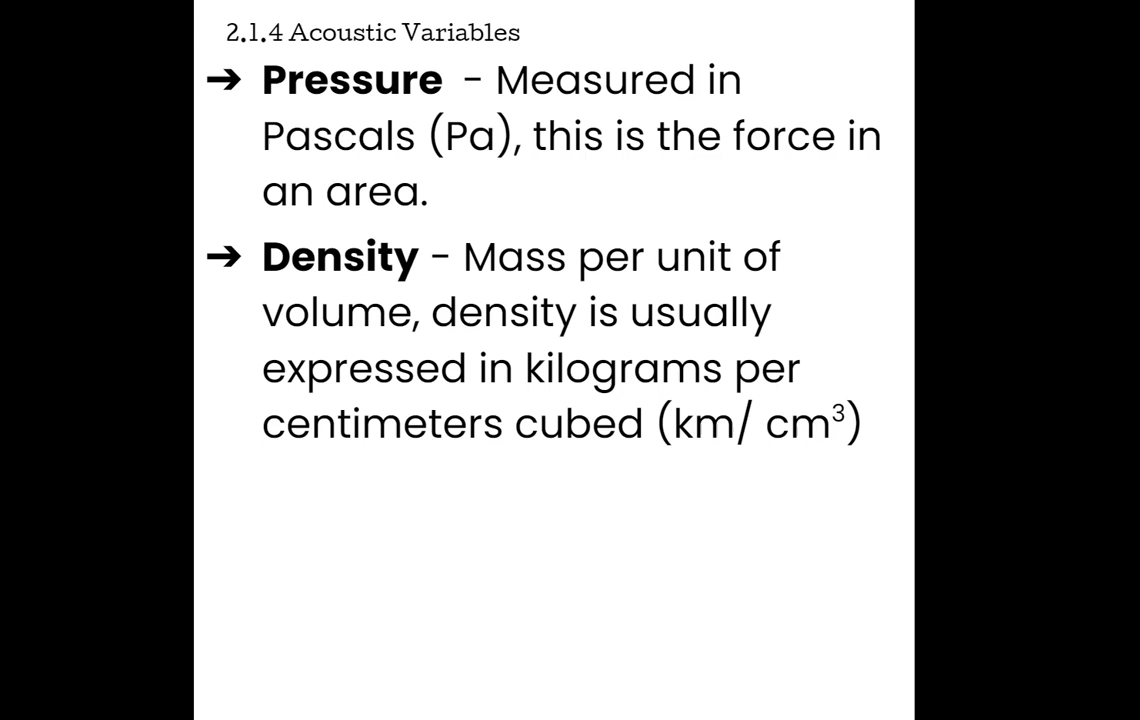 2.1.4 Acoustic Variables
➔ Pressure - Measured in
Pascals (Pa), this is the force in
an area.
➔ Density - Mass per unit of
volume, density is usually
expressed in kilograms per
centimeters cubed (km/ cm³)